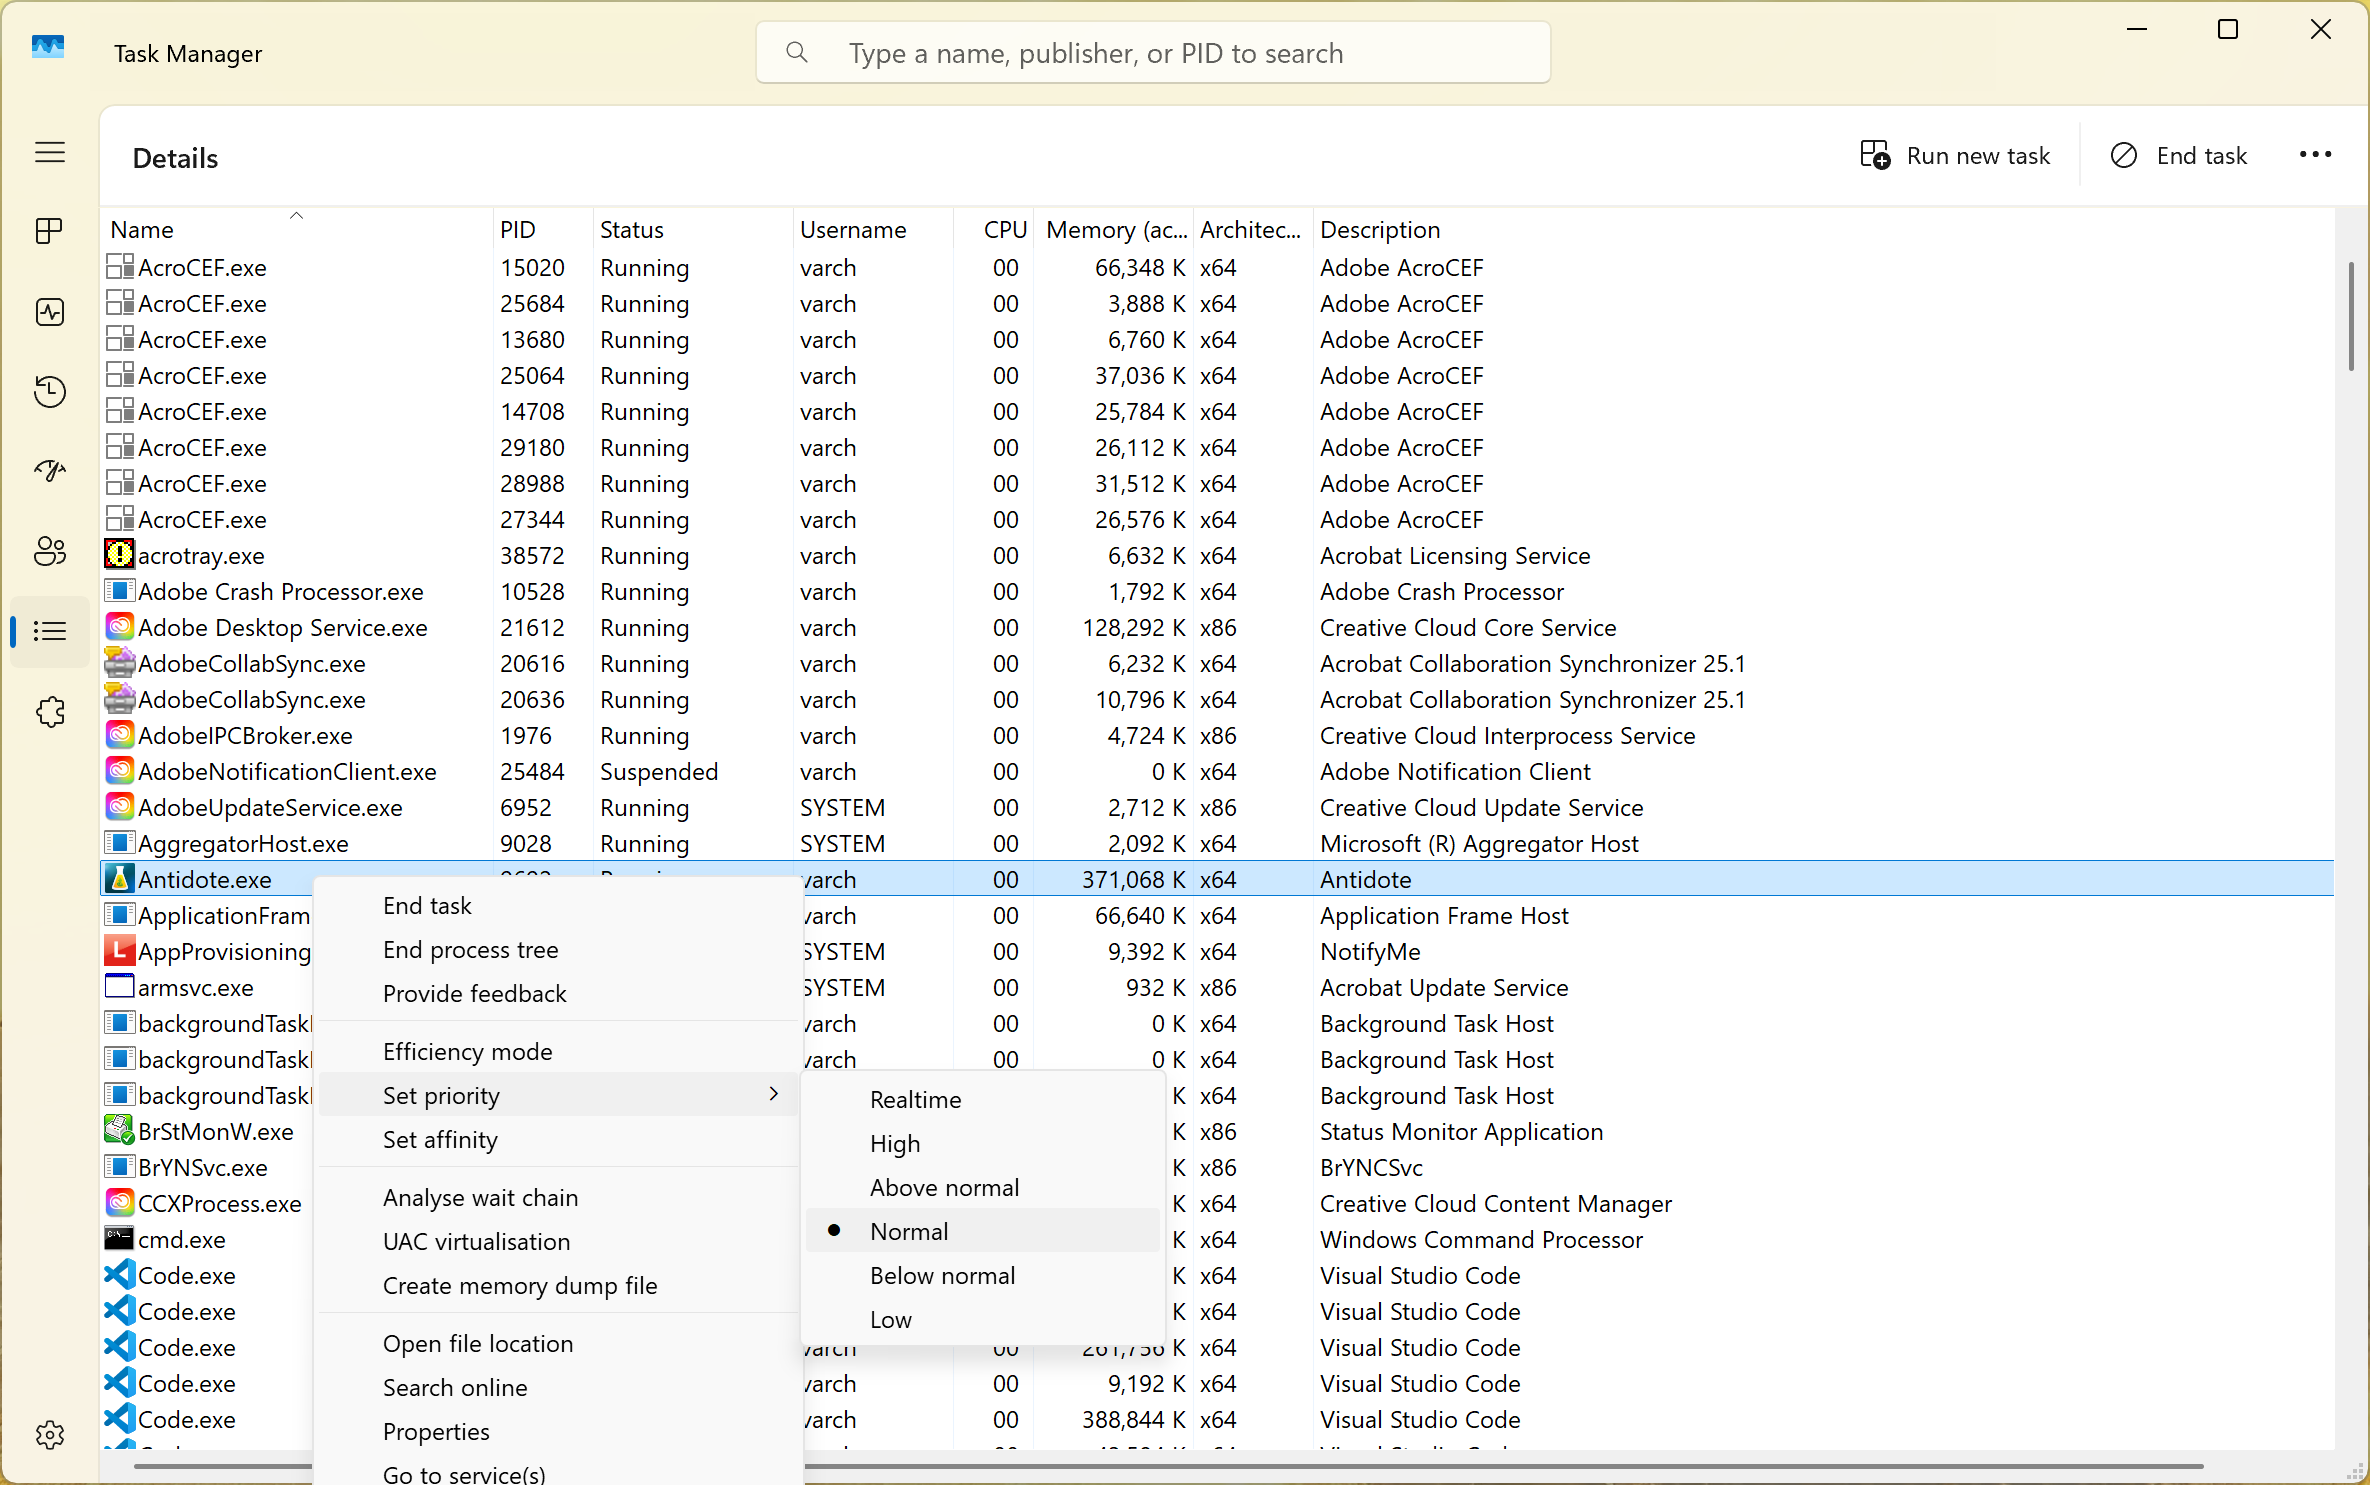 Task Manager
Type a name, publisher, or PID to search
Details
Run new task
End task
Name PID Status Username CPU Memory (ac... Architec... Description
AcroCEF.exe 15020 Running varch 00 66,348 K x64 Adobe AcroCEF
AcroCEF.exe 25684 Running varch 00 3,888 K x64 Adobe AcroCEF
AcroCEF.exe 13680 Running varch 00 6,760 K x64 Adobe AcroCEF
AcroCEF.exe 25064 Running varch 00 37,036 K x64 Adobe AcroCEF
AcroCEF.exe 14708 Running varch 00 25,784 K x64 Adobe AcroCEF
AcroCEF.exe 29180 Running varch 00 26,112 K x64 Adobe AcroCEF
AcroCEF.exe 28988 Running varch 00 31,512 K x64 Adobe AcroCEF
AcroCEF.exe 27344 Running varch 00 26,576 K x64 Adobe AcroCEF
acrotray.exe 38572 Running varch 00 6,632 K x64 Acrobat Licensing Service
Adobe Crash Processor.exe 10528 Running varch 00 1,792 K x64 Adobe Crash Processor
Adobe Desktop Service.exe 21612 Running varch 00 128,292 K x86 Creative Cloud Core Service
AdobeCollabSync.exe 20616 Running varch 00 6,232 K x64 Acrobat Collaboration Synchronizer 25.1
AdobeCollabSync.exe 20636 Running varch 00 10,796 K x64 Acrobat Collaboration Synchronizer 25.1
AdobeIPCBroker.exe 1976 Running varch 00 4,724 K x86 Creative Cloud Interprocess Service
AdobeNotificationClient.exe 25484 Suspended varch 00 0 K x64 Adobe Notification Client
AdobeUpdateService.exe 6952 Running SYSTEM 00 2,712 K x86 Creative Cloud Update Service
AggregatorHost.exe 9028 Running SYSTEM 00 2,092 K x64 Microsoft (R) Aggregator Host
Antidote.exe varch 00 371,068 K x64 Antidote
ApplicationFram varch 00 66,640 K x64 Application Frame Host
AppProvisioning SYSTEM 00 9,392 K x64 NotifyMe
armsvc.exe SYSTEM 00 932 K x86 Acrobat Update Service
backgroundTask varch 00 0 K x64 Background Task Host
backgroundTask varch 00 0 K x64 Background Task Host
backgroundTask K x64 Background Task Host
BrStMonW.exe K x86 Status Monitor Application
BrYNSvc.exe K x86 BrYNCSvc
CCXProcess.exe K x64 Creative Cloud Content Manager
cmd.exe K x64 Windows Command Processor
Code.exe K x64 Visual Studio Code
Code.exe K x64 Visual Studio Code
Code.exe varch 00 261,756 K x64 Visual Studio Code
Code.exe varch 00 9,192 K x64 Visual Studio Code
Code.exe varch 00 388,844 K x64 Visual Studio Code
End task
End process tree
Provide feedback
Efficiency mode
Set priority
Set affinity
Analyse wait chain
UAC virtualisation
Create memory dump file
Open file location
Search online
Properties
Go to service(s)
Realtime
High
Above normal
Normal
Below normal
Low